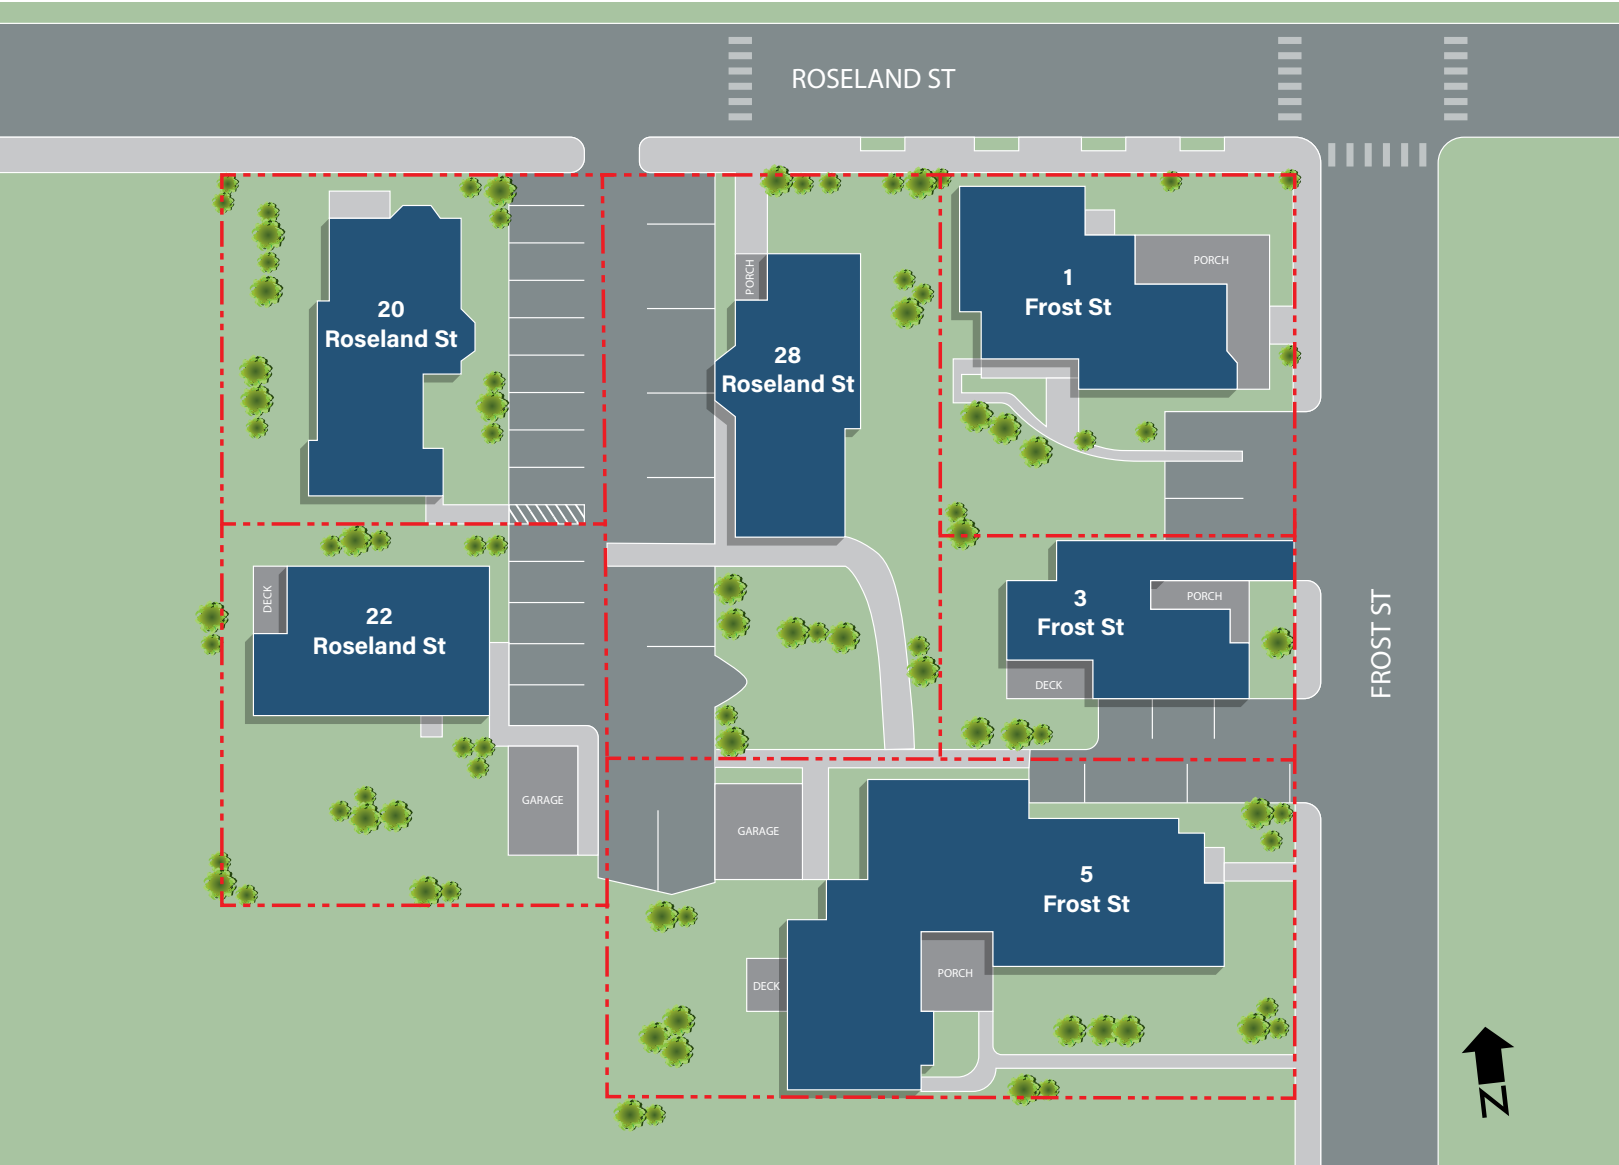 ROSELAND ST
20
Roseland St
PORCH
28
Roseland St
1
Frost St
PORCH
DECK
22
Roseland St
3
Frost St
PORCH
DECK
FROST ST
GARAGE
GARAGE
5
Frost St
DECK
PORCH
N